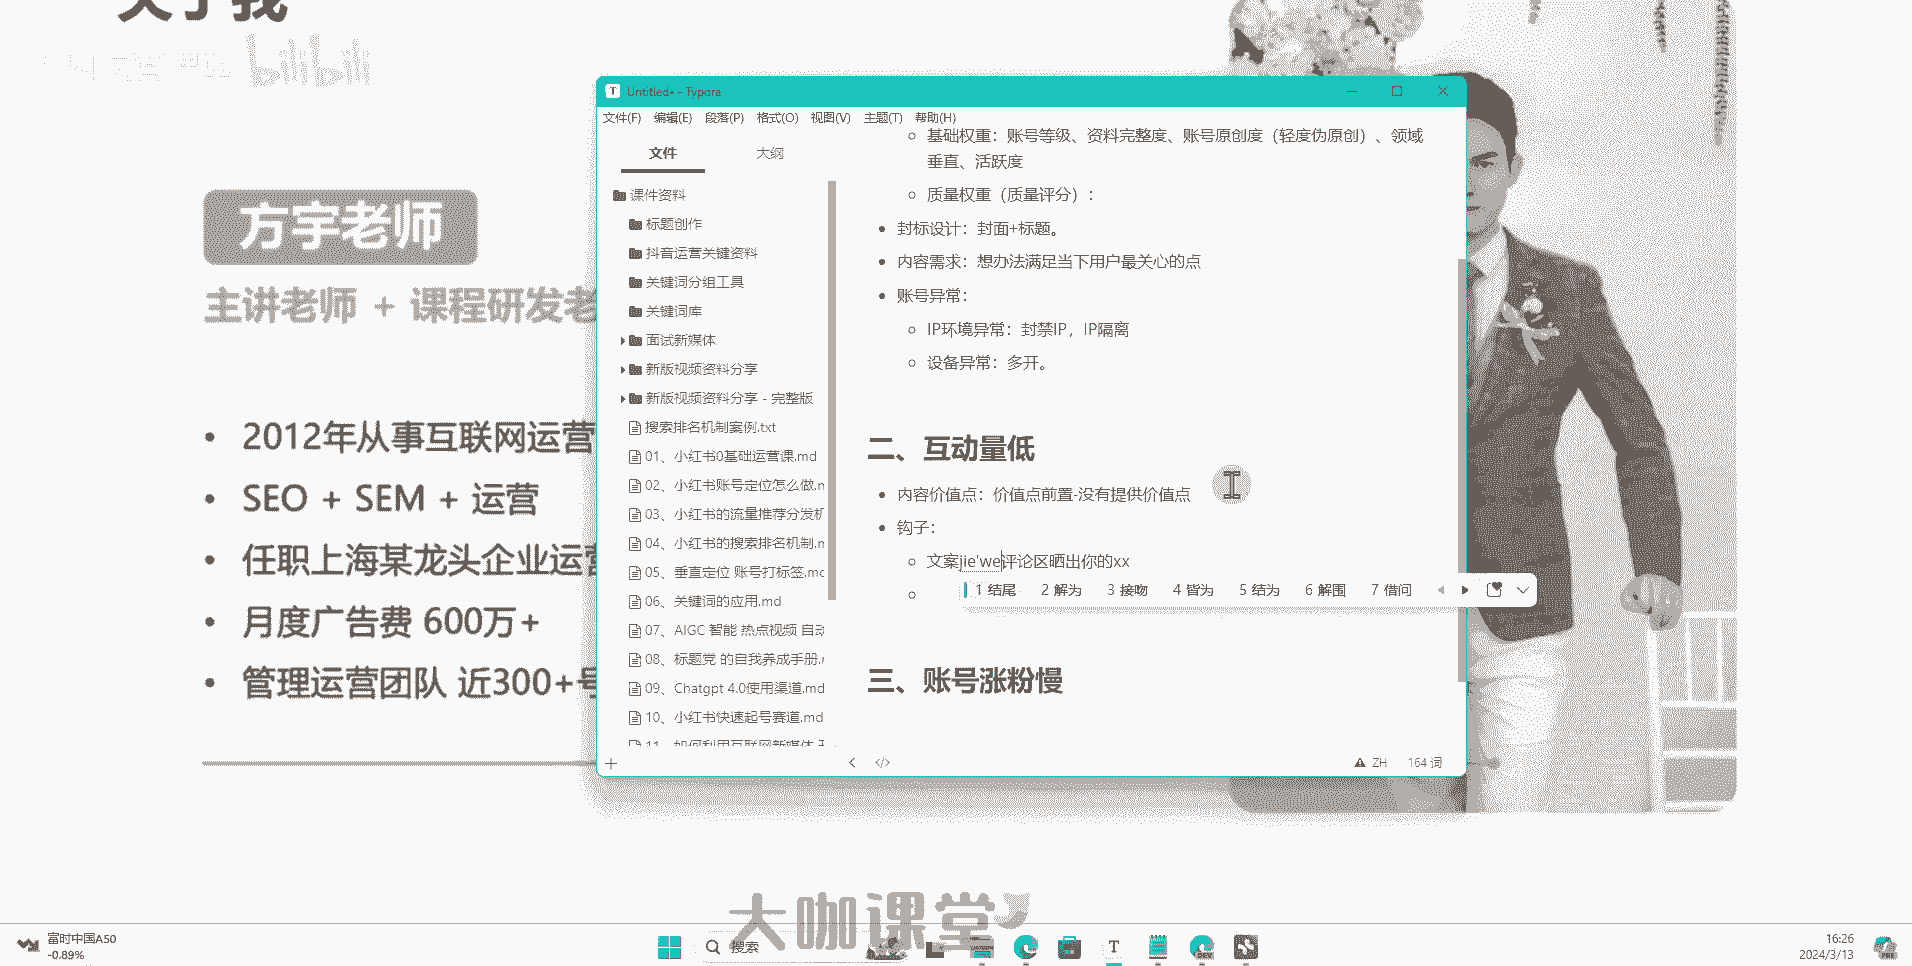 关于我
bilibili
方宇老师
主讲老师 + 课程研发老
2012年从事互联网运营
SEO + SEM + 运营
任职上海某龙头企业运营
月度广告费 600万+
管理运营团队 近300+号
Untitled• - Typora
文件(F) 编辑(E) 段落(P) 格式(O) 视图(V) 主题(T) 帮助(H)
文件 大纲
课件资料
标题创作
抖音运营关键资料
关键词分组工具
关键词库
面试新媒体
新版视频资料分享
新版视频资料分享 - 完整版
搜索排名机制案例.txt
01、小红书0基础运营课.md
02、小红书账号定位怎么做.m
03、小红书的流量推荐分发机
04、小红书的搜索排名机制.m
05、垂直定位 账号打标签.mc
06、关键词的应用.md
07、AIGC 智能 热点视频 自动
08、标题党 的自我养成手册.r
09、Chatgpt 4.0使用渠道.md
10、小红书快速起号赛道.md
11、如何利用互联网新媒体
基础权重：账号等级、资料完整度、账号原创度（轻度伪原创）、领域
垂直、活跃度
质量权重（质量评分）：
封标设计：封面+标题。
内容需求：想办法满足当下用户最关心的点
账号异常：
IP环境异常：封禁IP，IP隔离
设备异常：多开。
二、互动量低
内容价值点：价值点前置-没有提供价值点
钩子：
文案jie'we评论区晒出你的xx
1 结尾 2 解为 3 接吻 4 皆为 5 结为 6 解围 7 借问
三、账号涨粉慢
ZH 164 词
大咖课堂
富时中国A50
-0.89%
搜索
T
DEV
16:26
2024/3/13
PRE